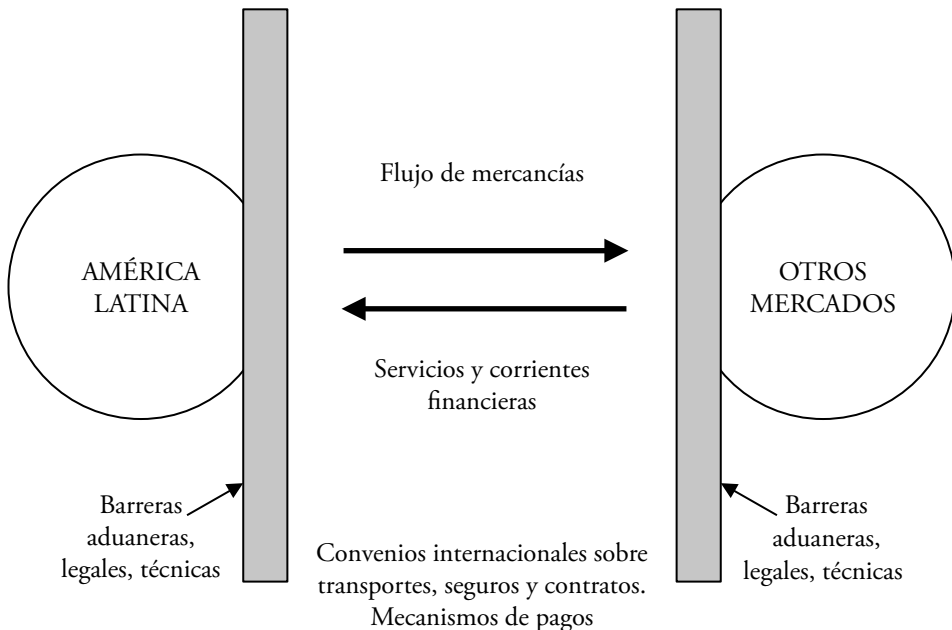 Flujo de mercancías
AMÉRICA
LATINA
OTROS
MERCADOS
Servicios y corrientes
financieras
Barreras
aduaneras,
legales, técnicas
Convenios internacionales sobre
transportes, seguros y contratos.
Mecanismos de pagos
Barreras
aduaneras,
legales, técnicas